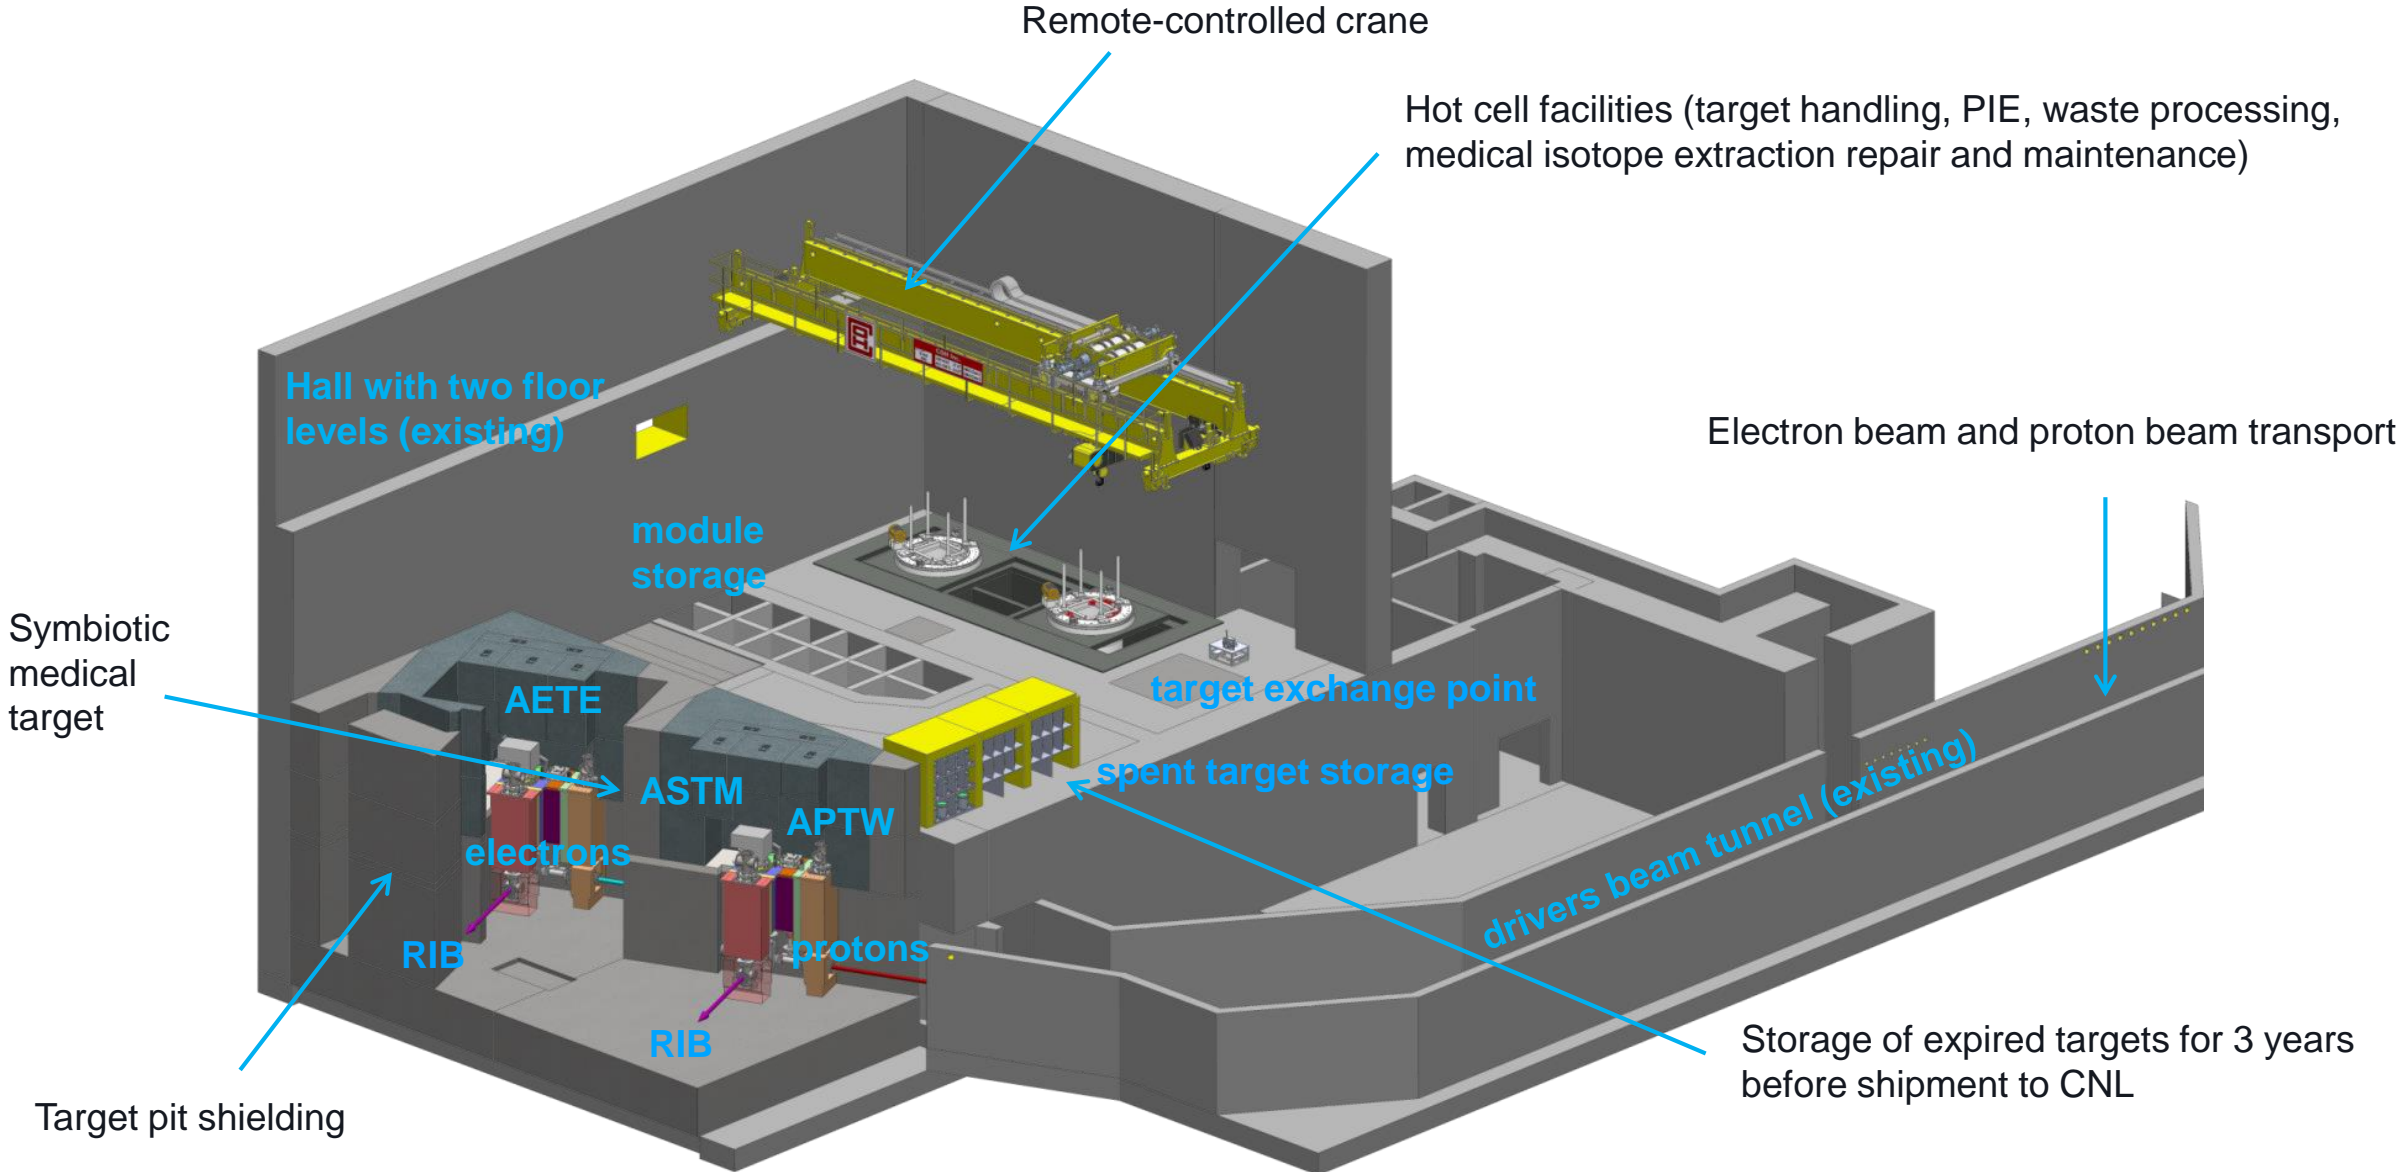 Remote-controlled crane
Hot cell facilities (target handling, PIE, waste processing,
medical isotope extraction repair and maintenance)
Hall with two floor
levels (existing)
Electron beam and proton beam transport
module
storage
Symbiotic
medical
target
AETE
target exchange point
ASTM
spent target storage
APTW
electrons
drivers beam tunnel (existing)
RIB
protons
RIB
Storage of expired targets for 3 years
before shipment to CNL
Target pit shielding